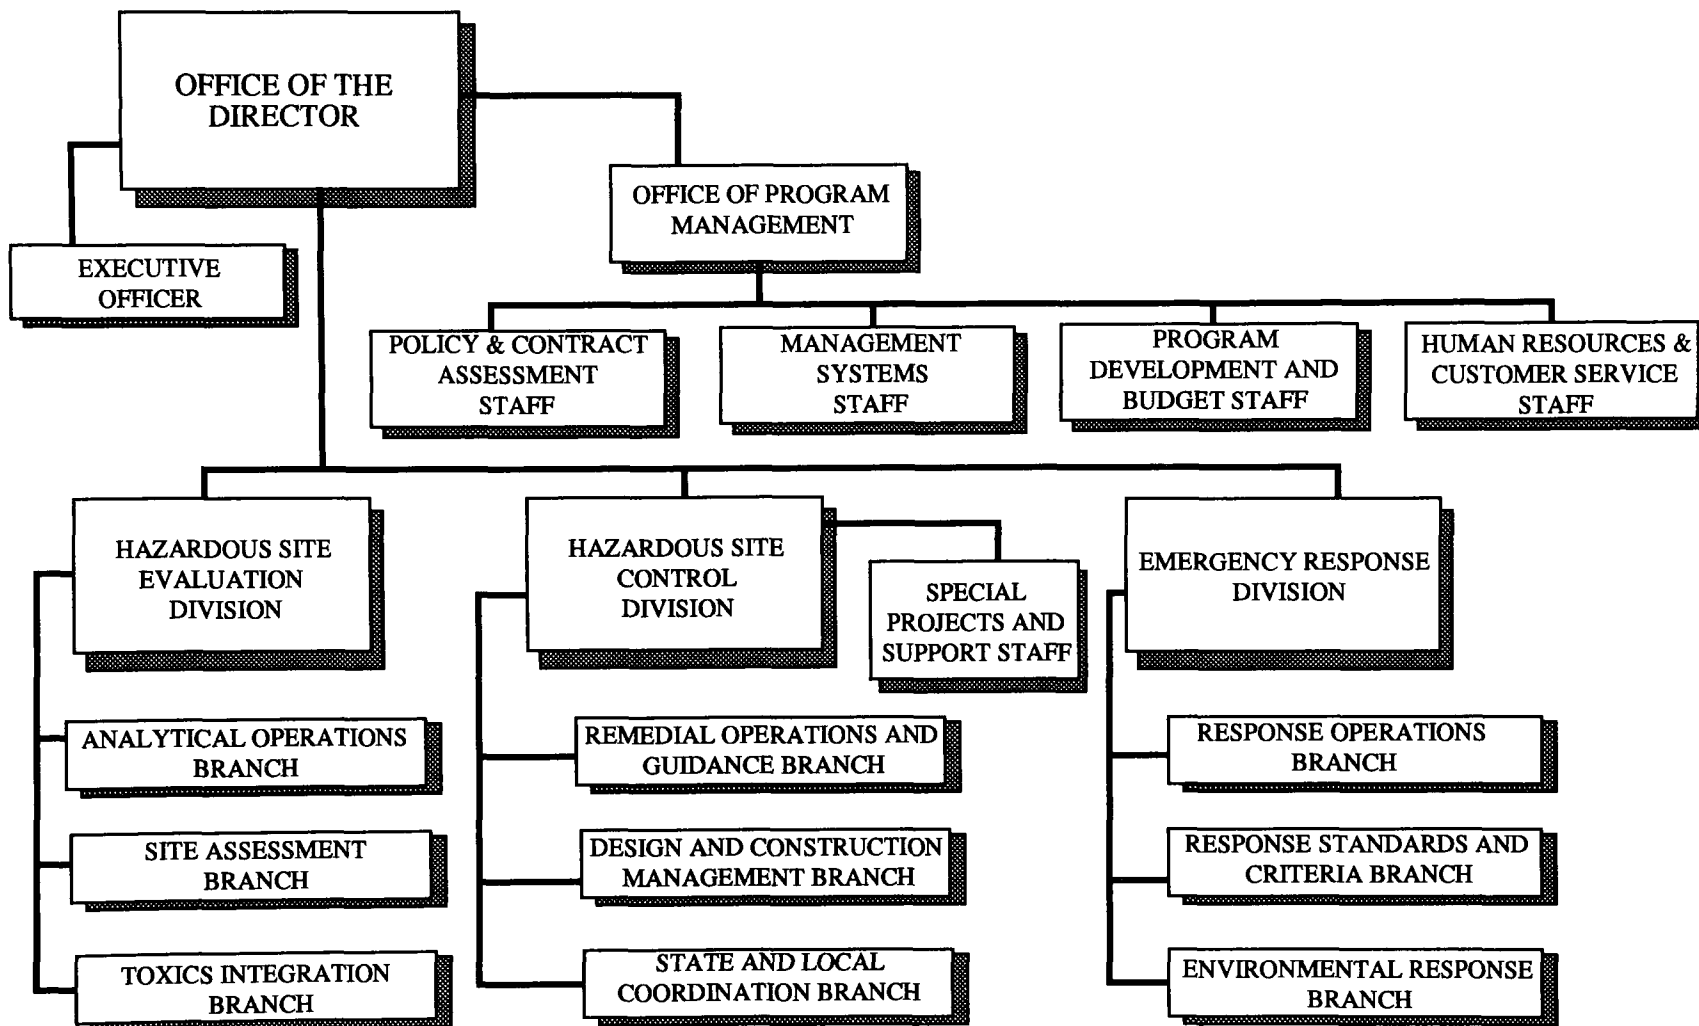 OFFICE OF THE
DIRECTOR
OFFICE OF PROGRAM
MANAGEMENT
EXECUTIVE
OFFICER
POLICY & CONTRACT
ASSESSMENT
STAFF
MANAGEMENT
SYSTEMS
STAFF
PROGRAM
DEVELOPMENT AND
BUDGET STAFF
HUMAN RESOURCES &
CUSTOMER SERVICE
STAFF
HAZARDOUS SITE
EVALUATION
DIVISION
HAZARDOUS SITE
CONTROL
DIVISION
SPECIAL
PROJECTS AND
SUPPORT STAFF
EMERGENCY RESPONSE
DIVISION
ANALYTICAL OPERATIONS
BRANCH
REMEDIAL OPERATIONS AND
GUIDANCE BRANCH
RESPONSE OPERATIONS
BRANCH
SITE ASSESSMENT
BRANCH
DESIGN AND CONSTRUCTION
MANAGEMENT BRANCH
RESPONSE STANDARDS AND
CRITERIA BRANCH
TOXICS INTEGRATION
BRANCH
STATE AND LOCAL
COORDINATION BRANCH
ENVIRONMENTAL RESPONSE
BRANCH